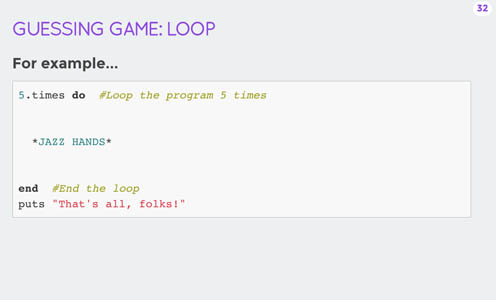 32
GUESSING GAME: LOOP
For example...
5.times do  #Loop the program 5 times
*JAZZ HANDS*
end  #End the loop
puts "That's all, folks!"